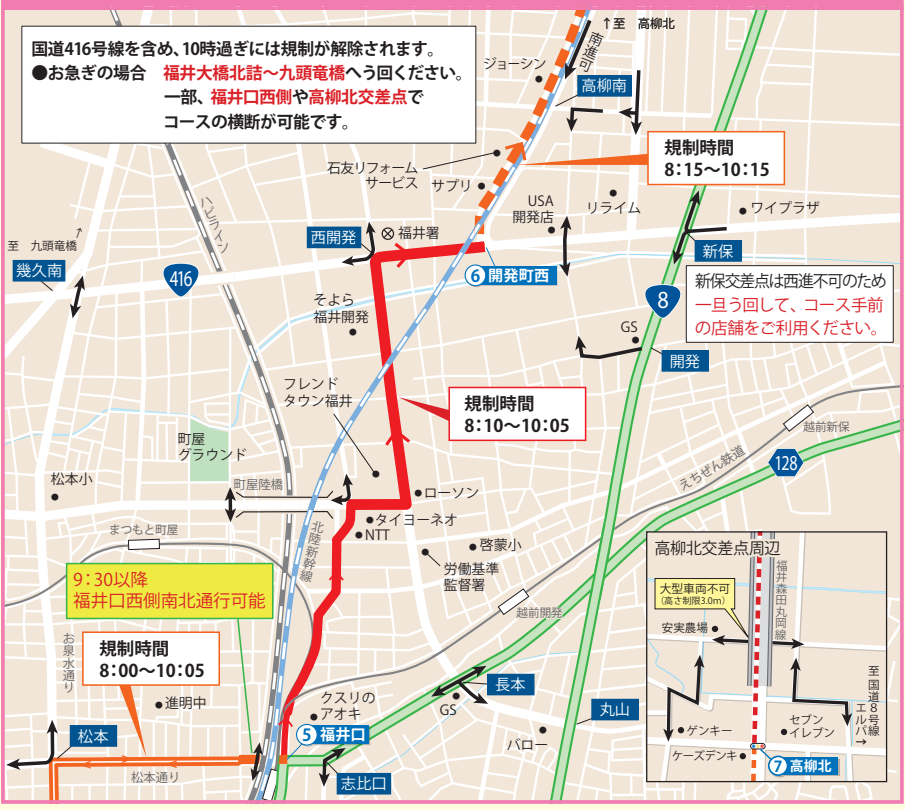 国道416号線を含め、10時過ぎには規制が解除されます。
●お急ぎの場合　福井大橋北詰～九頭竜橋へう回ください。
一部、福井口西側や高柳北交差点で
コースの横断が可能です。
↑至 高柳北
南進可
ジョーシン
高柳南
規制時間
8：15～10：15
石友リフォーム
サービス
サプリ
USA
開発店
リライム
ワイプラザ
ハピライン
至 九頭竜橋↑
幾久南
416
西開発
福井署
⑥開発町西
新保
新保交差点は西進不可のため
一旦う回して、コース手前
の店舗をご利用ください。
8
そよら
福井開発
GS
開発
フレンド
タウン福井
規制時間
8：10～10：05
越前新保
えちぜん鉄道
128
町屋
グラウンド
町屋陸橋
松本小
ローソン
タイヨーネオ
NTT
まつもと町屋
北陸新幹線
啓蒙小
労働基準
監督署
越前開発
9：30以降
福井口西側南北通行可能
お泉水通り
規制時間
8：00～10：05
進明中
松本
松本通り
クスリの
アオキ
⑤福井口
志比口
GS
長本
バロー
丸山
高柳北交差点周辺
大型車両不可
（高さ制限3.0m）
福井森田丸岡線
安実農場
ゲンキー
セブン
イレブン
ケーズデンキ
⑦高柳北
至国道8号線
エルパ→